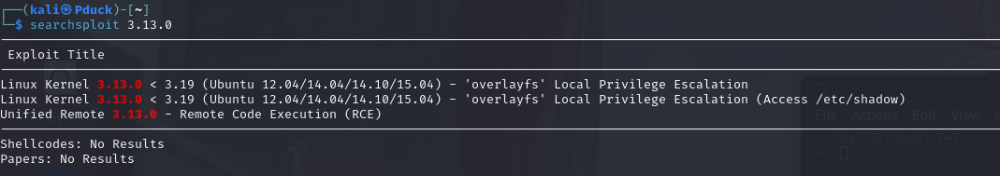 ┌──(kali㉿Pduck)-[~]
└─$ searchsploit 3.13.0
Exploit Title
Linux Kernel 3.13.0 < 3.19 (Ubuntu 12.04/14.04/14.10/15.04) - 'overlayfs' Local Privilege Escalation
Linux Kernel 3.13.0 < 3.19 (Ubuntu 12.04/14.04/14.10/15.04) - 'overlayfs' Local Privilege Escalation (Access /etc/shadow)
Unified Remote 3.13.0 - Remote Code Execution (RCE)
File Actions Edit View
Shellcodes: No Results
Papers: No Results
┌──(kali㉿Pduck)-[~]
└─$